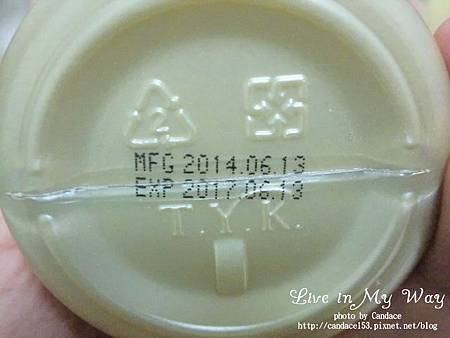 2
MFG 2014.06.13
EXP 2017.06.13
T.Y.K.
Live in My Way
photo by Candace
http://candace153.pixnet.net/blog